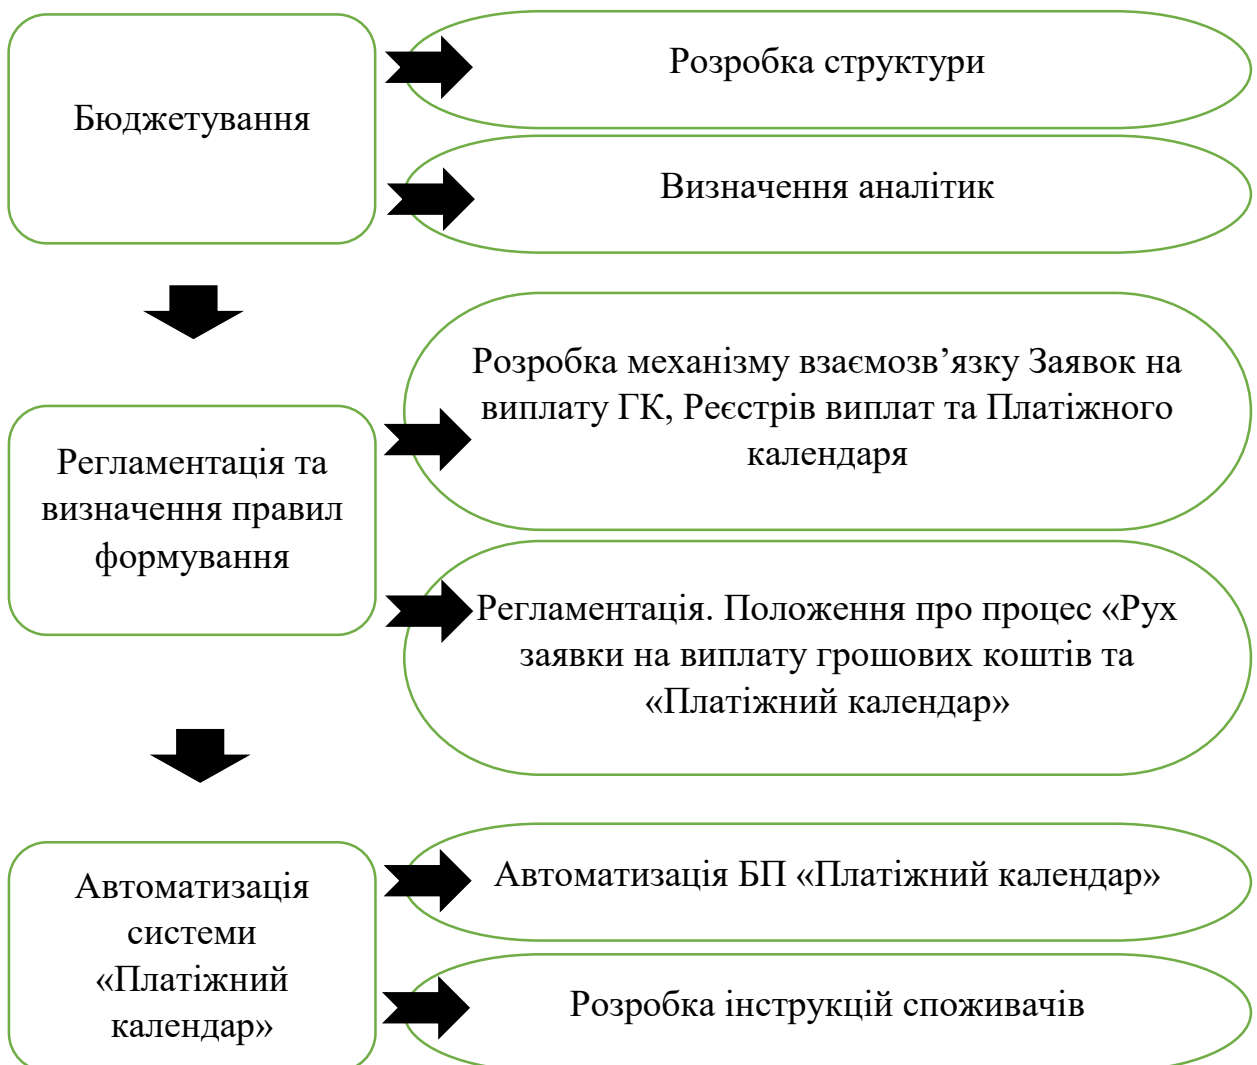 Бюджетування
Розробка структури
Визначення аналітик
Регламентація та
визначення правил
формування
Розробка механізму взаємозв’язку Заявок на
виплату ГК, Реєстрів виплат та Платіжного
календаря
Регламентація. Положення про процес «Рух
заявки на виплату грошових коштів та
«Платіжний календар»
Автоматизація
системи
«Платіжний
календар»
Автоматизація БП «Платіжний календар»
Розробка інструкцій споживачів